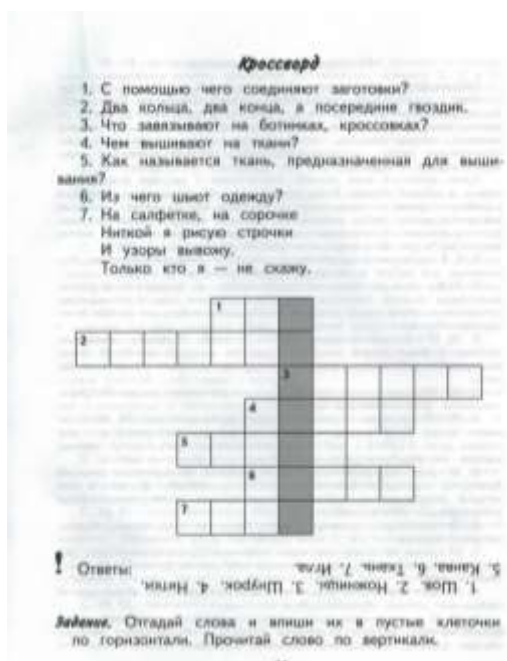 Кроссворд
1. С помощью чего соединяют заготовки?
2. Два кольца, два конца, а посередине гвоздик.
3. Что завязывают на ботинках, кроссовках?
4. Чем вышивают на ткани?
5. Как называется ткань, предназначенная для выши-
вания?
6. Из чего шьют одежду?
7. На салфетке, на сорочке
Ниткой я рисую строчки
И узоры вывожу.
Только кто я — не скажу.
1
2
3
4
5
6
7
! Ответы:
1. Шов. 2. Ножницы. 3. Шнурок. 4. Нитки.
5. Канва. 6. Ткань. 7. Игла.
Задание. Отгадай слова и впиши их в пустые клеточки
по горизонтали. Прочитай слово по вертикали.